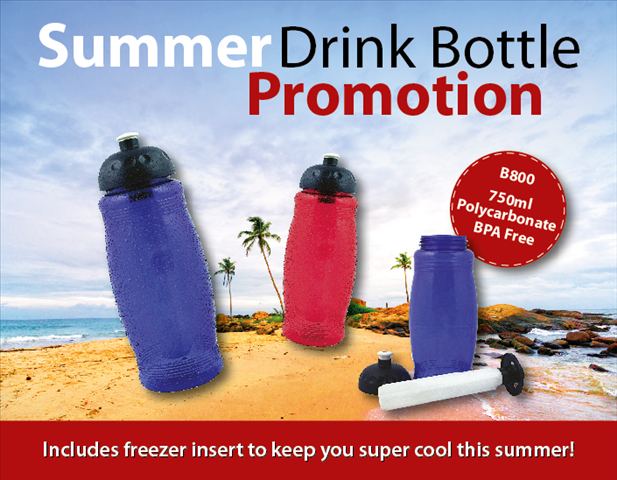 Summer Drink Bottle
Promotion
B800
750ml
Polycarbonate
BPA Free
Includes freezer insert to keep you super cool this summer!